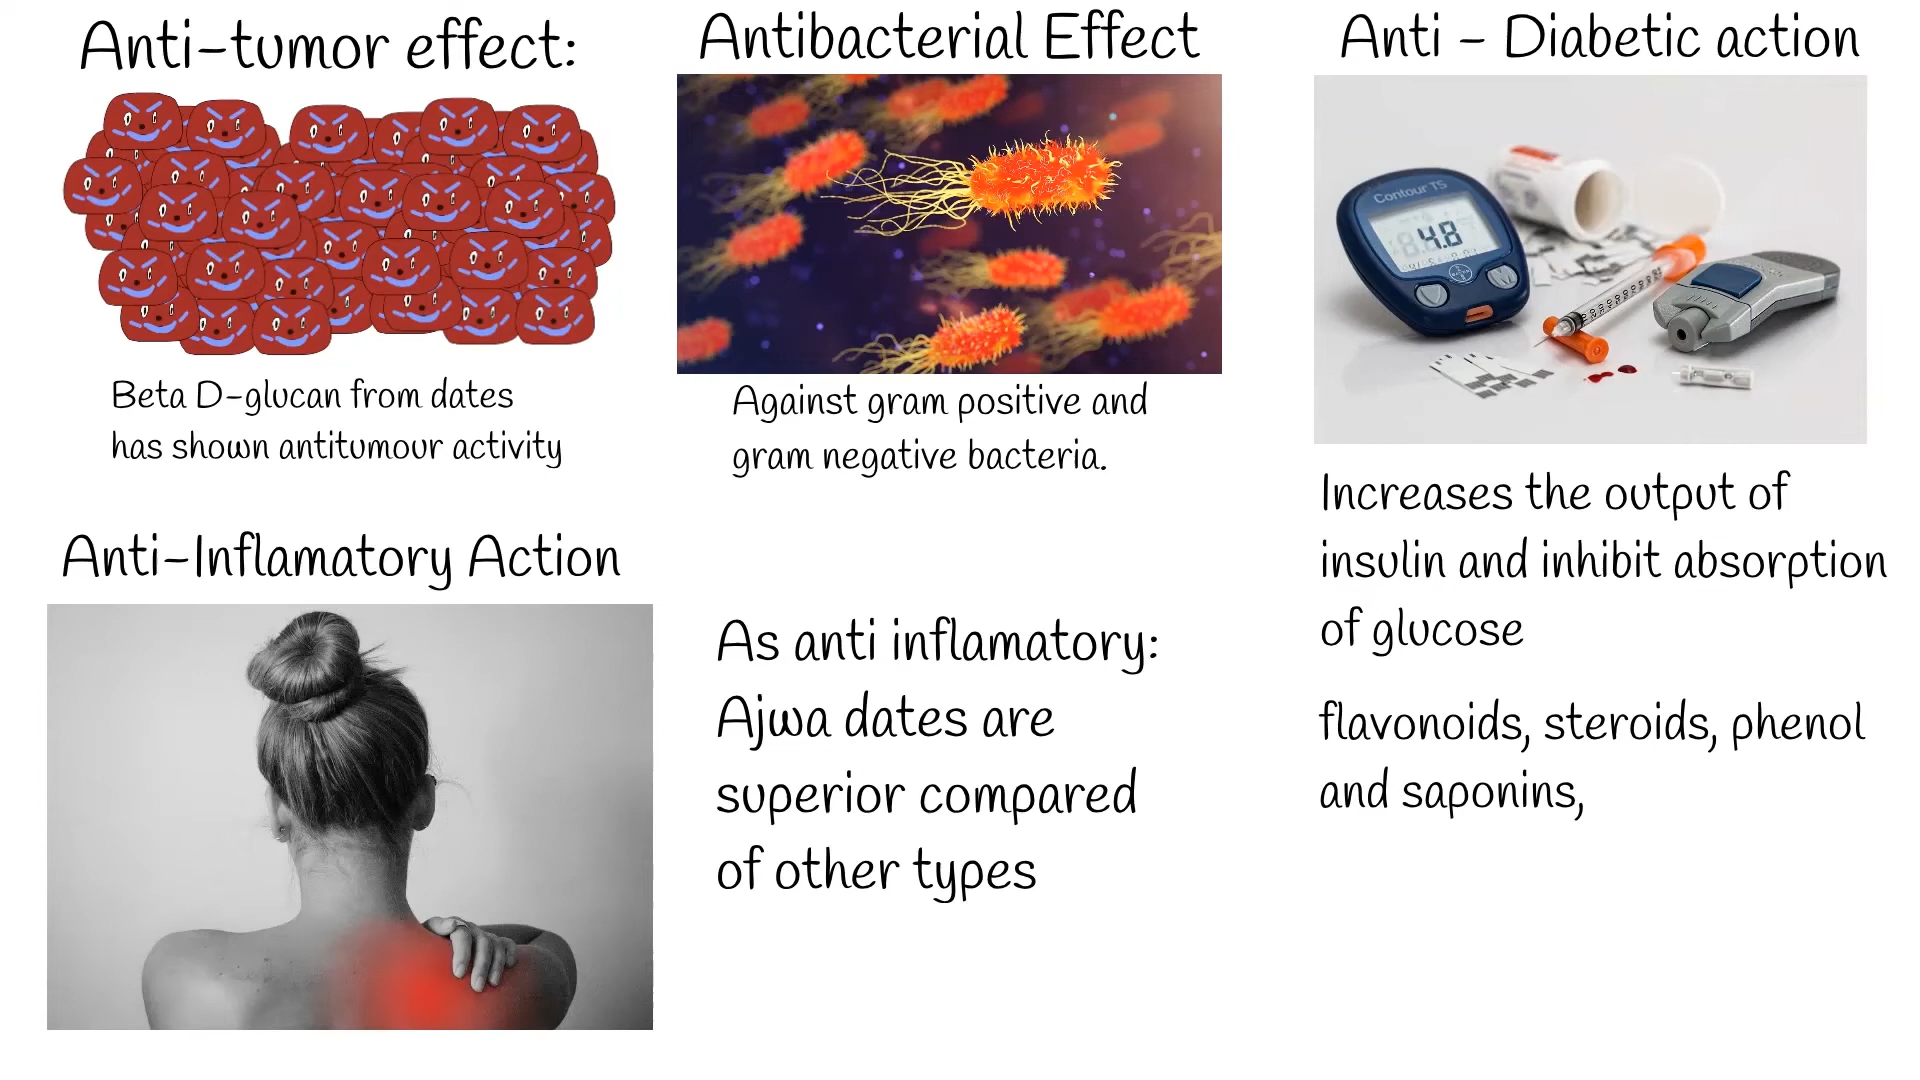 Anti-tumor effect:
Beta D-glucan from dates
has shown antitumour activity
Antibacterial Effect
Against gram positive and
gram negative bacteria.
Anti - Diabetic action
Contour TS
4.8
Increases the output of
insulin and inhibit absorption
of glucose
flavonoids, steroids, phenol
and saponins,
Anti-Inflamatory Action
As anti inflamatory:
Ajwa dates are
superior compared
of other types